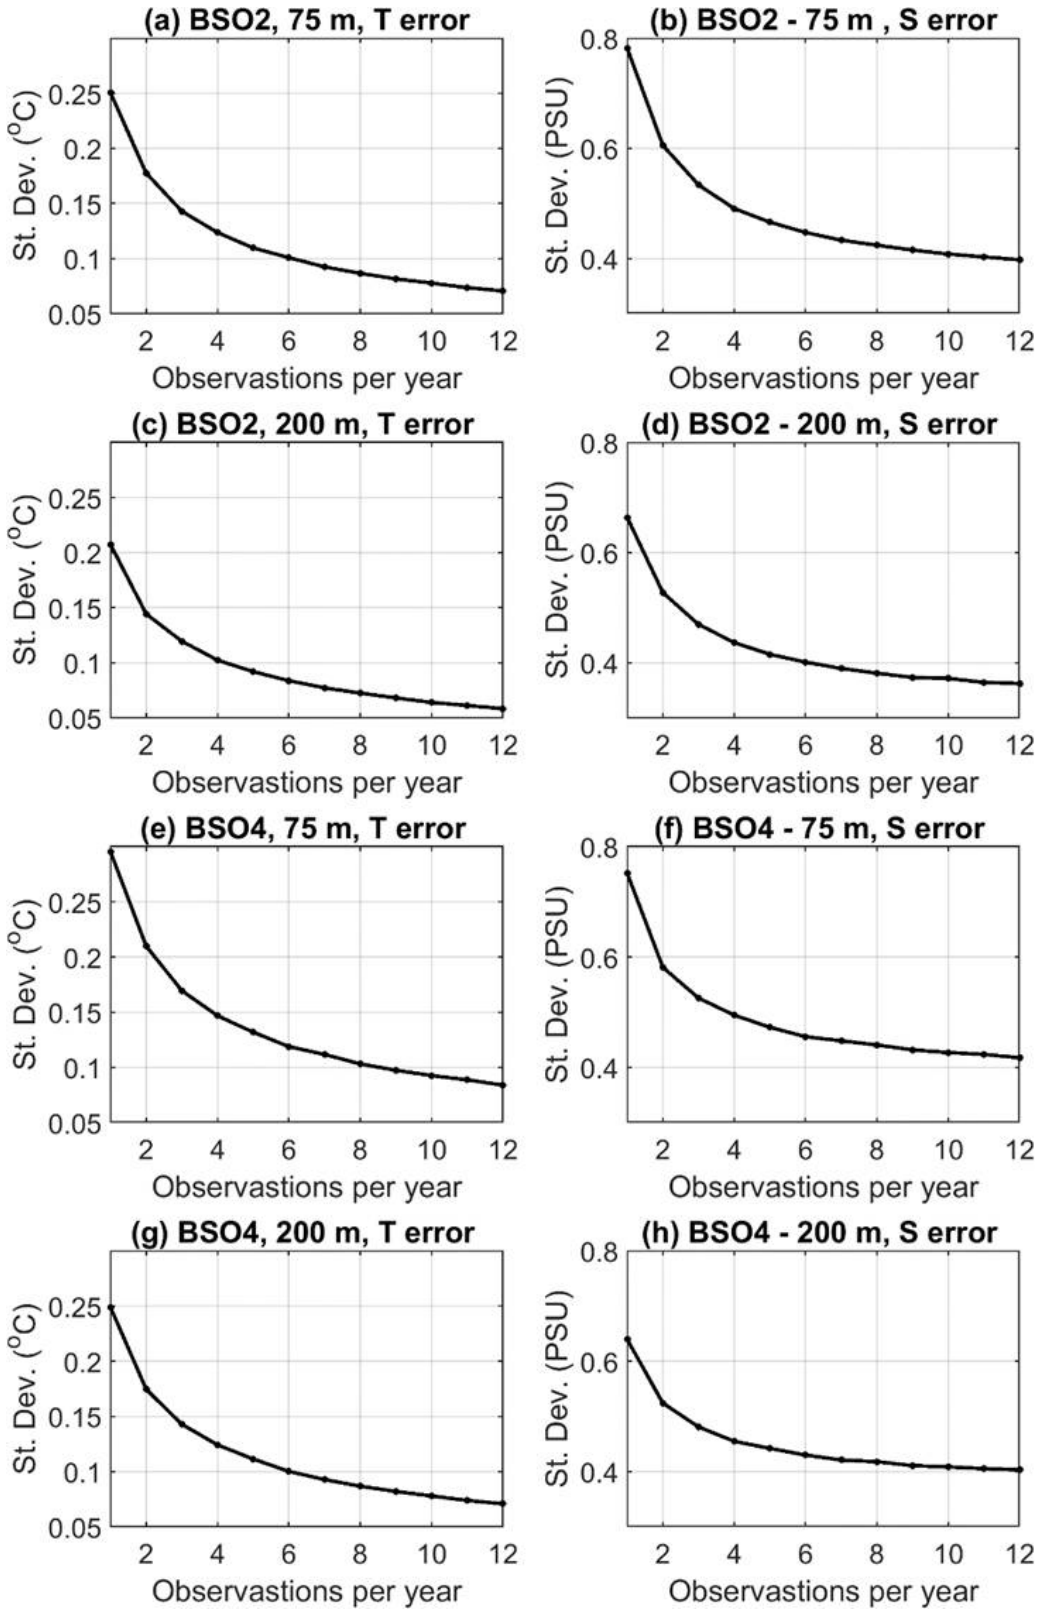 (a) BSO2, 75 m, T error
St. Dev. (°C)
0.25
0.2
0.15
0.1
0.05
2 4 6 8 10 12
Observastions per year
(b) BSO2 - 75 m , S error
St. Dev. (PSU)
0.8
0.6
0.4
2 4 6 8 10 12
Observastions per year
(c) BSO2, 200 m, T error
St. Dev. (°C)
0.25
0.2
0.15
0.1
0.05
2 4 6 8 10 12
Observastions per year
(d) BSO2 - 200 m, S error
St. Dev. (PSU)
0.8
0.6
0.4
2 4 6 8 10 12
Observastions per year
(e) BSO4, 75 m, T error
St. Dev. (°C)
0.25
0.2
0.15
0.1
0.05
2 4 6 8 10 12
Observastions per year
(f) BSO4 - 75 m, S error
St. Dev. (PSU)
0.8
0.6
0.4
2 4 6 8 10 12
Observastions per year
(g) BSO4, 200 m, T error
St. Dev. (°C)
0.25
0.2
0.15
0.1
0.05
2 4 6 8 10 12
Observastions per year
(h) BSO4 - 200 m, S error
St. Dev. (PSU)
0.8
0.6
0.4
2 4 6 8 10 12
Observastions per year